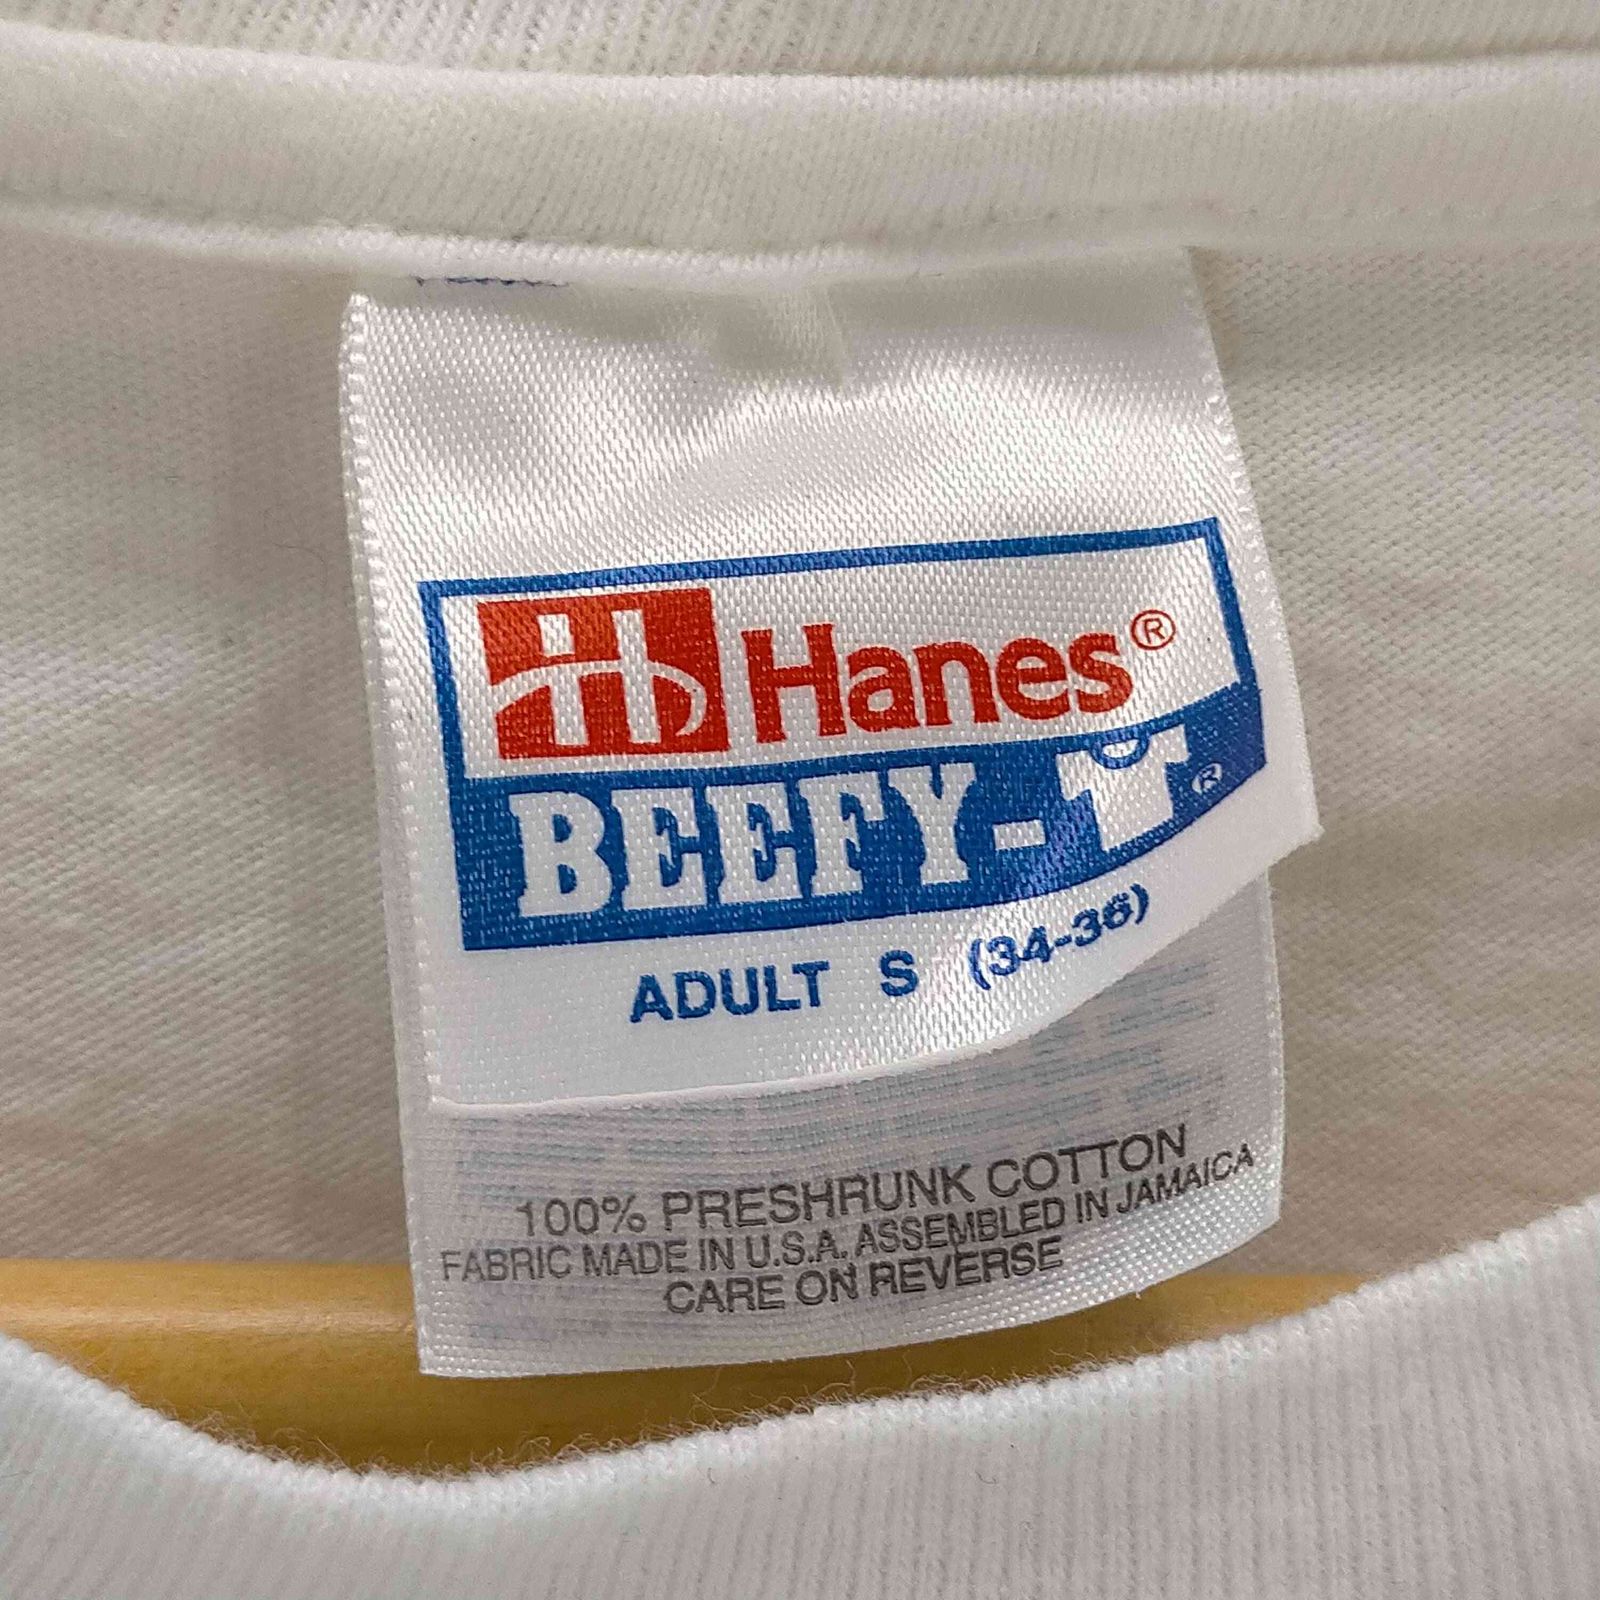 Hanes®
BEEFY-T®
ADULT S (34-36)
100% PRESHRUNK COTTON
FABRIC MADE IN U.S.A. ASSEMBLED IN JAMAICA
CARE ON REVERSE